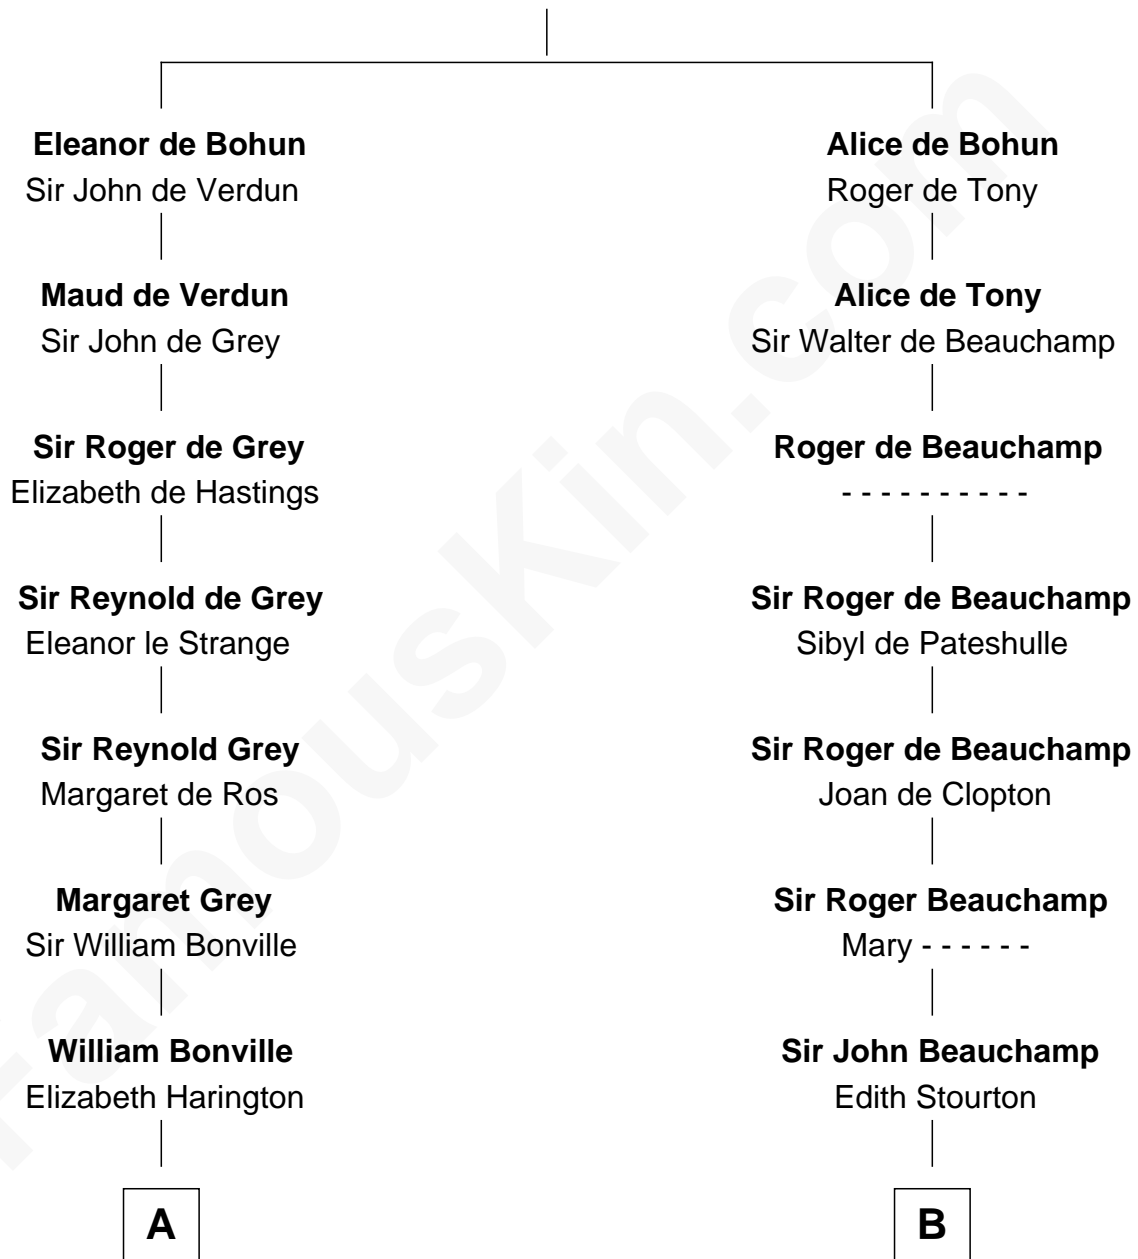 Eleanor de Bohun
Sir John de Verdun
Maud de Verdun
Sir John de Grey
Sir Roger de Grey
Elizabeth de Hastings
Sir Reynold de Grey
Eleanor le Strange
Sir Reynold Grey
Margaret de Ros
Margaret Grey
Sir William Bonville
William Bonville
Elizabeth Harington
A
Alice de Bohun
Roger de Tony
Alice de Tony
Sir Walter de Beauchamp
Roger de Beauchamp
- - - - - - - - - -
Sir Roger de Beauchamp
Sibyl de Pateshulle
Sir Roger de Beauchamp
Joan de Clopton
Sir Roger Beauchamp
Mary - - - - - -
Sir John Beauchamp
Edith Stourton
B
FamousKin.com